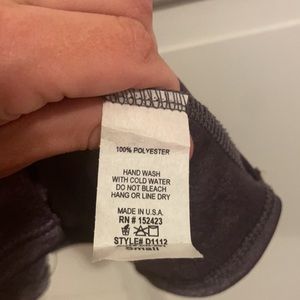 100% POLYESTER
HAND WASH
WITH COLD WATER
DO NOT BLEACH
HANG OR LINE DRY
MADE IN U.S.A.
RN # 152423
STYLE# D1112
Small